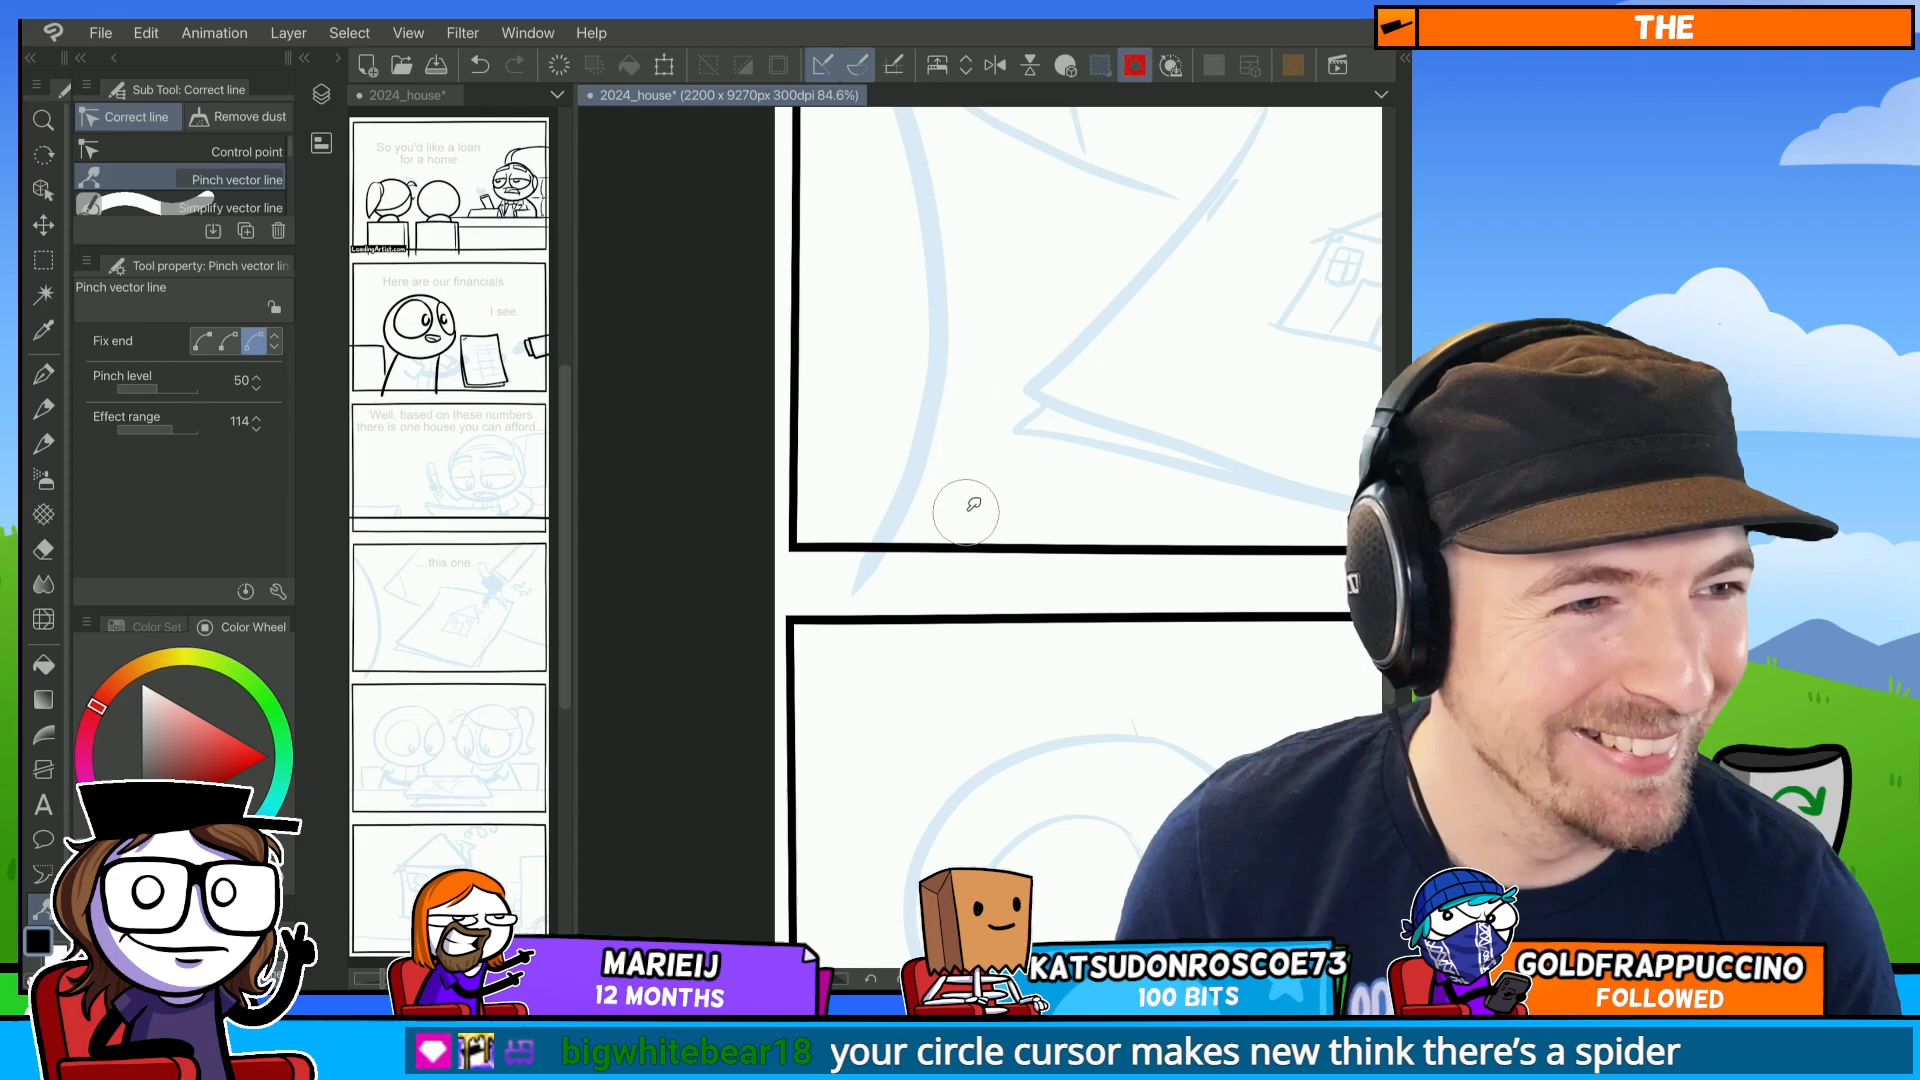 THE
File Edit Animation Layer Select View Filter Window Help
Sub Tool: Correct line
Correct line
Remove dust
Control point
Pinch vector line
Simplify vector line
Tool property: Pinch vector lin
Pinch vector line
Fix end
Pinch level 50
Effect range 114
Color Set
Color Wheel
2024_house*
2024_house* (2200 x 9270px 300dpi 84.6%)
So you'd like a loan
for a home
LoadingArtist.com
Here are our financials
I see
Well, based on these numbers
there is one house you can afford...
... this one.
MARIEIJ
12 MONTHS
KATSUDONROSCOE73
100 BITS
GOLDFRAPPUCCINO
FOLLOWED
bigwhitebear18 your circle cursor makes new think there's a spider